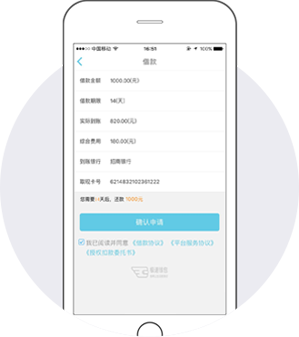 中国移动 16:51 100%
借款
借款金额 1000.00(元)
借款期限 14(天)
实际到账 820.00(元)
综合费用 180.00(元)
到账银行 招商银行
取现卡号 6214832102361222
您需要14天后，还款 1000元
确认申请
我已阅读并同意 《借款协议》 《平台服务协议》
《授权扣款委托书》